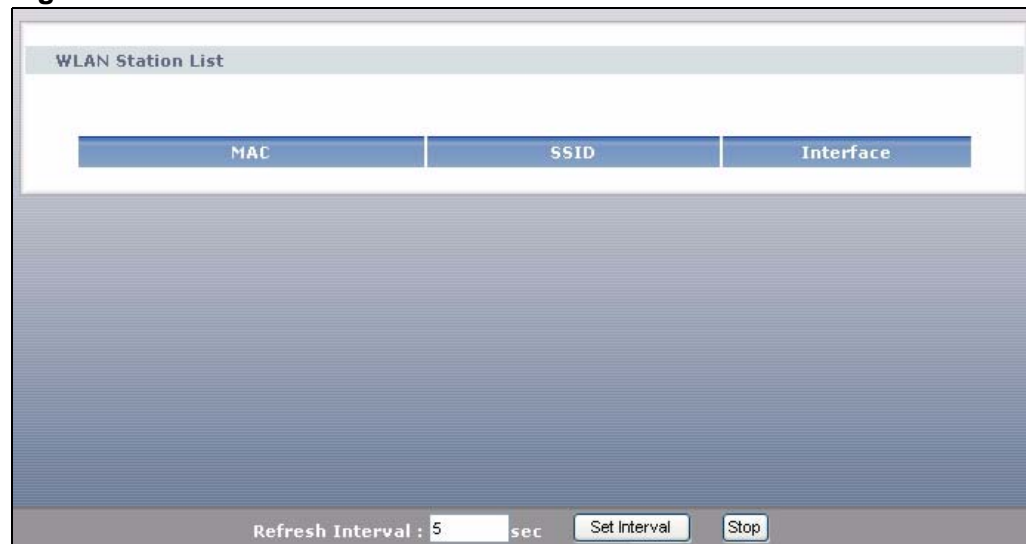 WLAN Station List
MAC SSID Interface
Refresh Interval : 5 sec Set Interval Stop